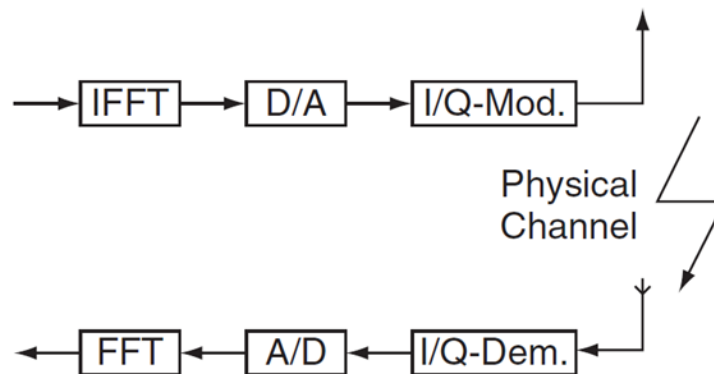 IFFT
D/A
I/Q-Mod.
Physical
Channel
FFT
A/D
I/Q-Dem.